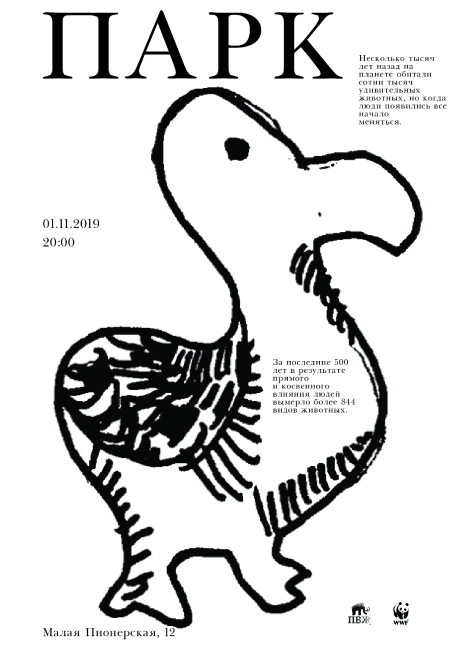 ПАРК
Несколько тысяч
лет назад на
планете обитали
сотни тысяч
удивительных
животных, но когда
люди появились все
начало
меняться.
01.11.2019
20:00
За последние 500
лет в результате
прямого
и косвенного
влияния людей
вымерло более 844
видов животных.
ПВЖ
WWF
Малая Пионерская, 12